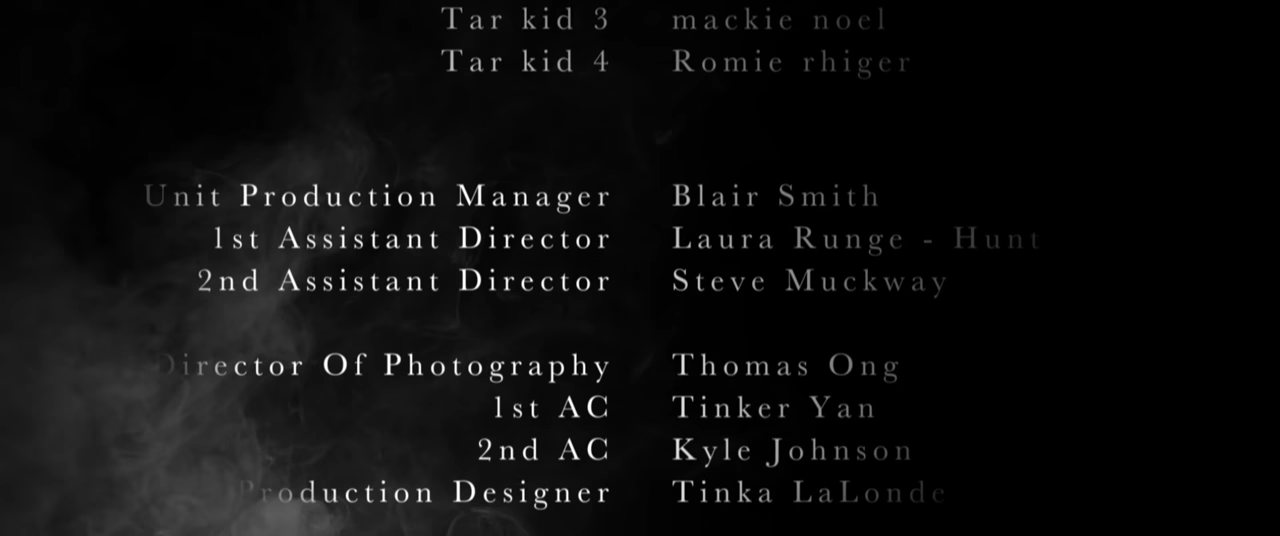 Tar kid 3 mackie noel
Tar kid 4 Romie rhiger
Unit Production Manager Blair Smith
1st Assistant Director Laura Runge - Hunt
2nd Assistant Director Steve Muckway
Director Of Photography Thomas Ong
1st AC Tinker Yan
2nd AC Kyle Johnson
Production Designer Tinka LaLonde